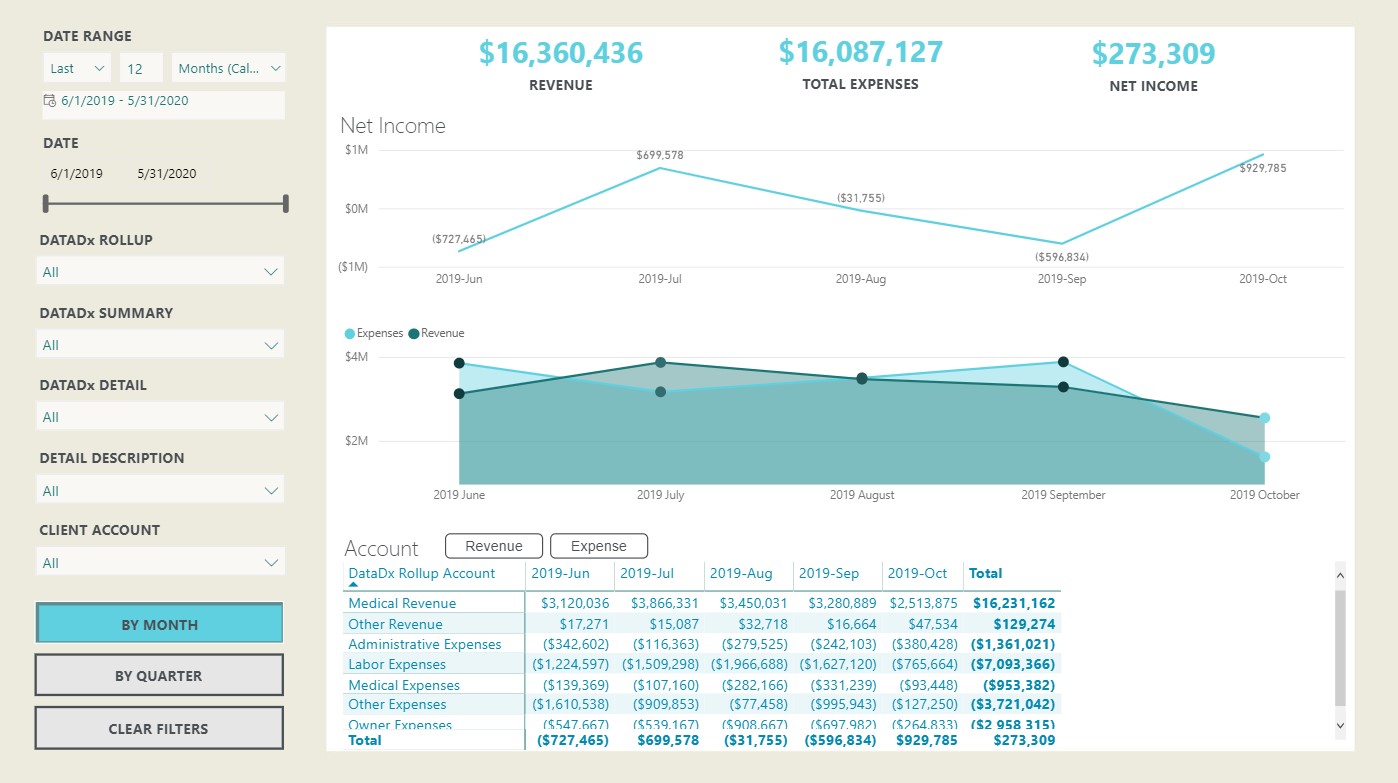 DATE RANGE
Last 12 Months (Cal...
6/1/2019 - 5/31/2020
DATE
6/1/2019 5/31/2020
DATADx ROLLUP
All
DATADx SUMMARY
All
DATADx DETAIL
All
DETAIL DESCRIPTION
All
CLIENT ACCOUNT
All
BY MONTH
BY QUARTER
CLEAR FILTERS
$16,360,436 $16,087,127 $273,309
REVENUE TOTAL EXPENSES NET INCOME
Net Income
$1M
$0M
($1M)
($727,465) $699,578 ($31,755) ($596,834) $929,785
2019-Jun 2019-Jul 2019-Aug 2019-Sep 2019-Oct
Expenses Revenue
$4M
$2M
2019 June 2019 July 2019 August 2019 September 2019 October
Account Revenue Expense
DataDx Rollup Account 2019-Jun 2019-Jul 2019-Aug 2019-Sep 2019-Oct Total
Medical Revenue $3,120,036 $3,866,331 $3,450,031 $3,280,889 $2,513,875 $16,231,162
Other Revenue $17,271 $15,087 $32,718 $16,664 $47,534 $129,274
Administrative Expenses ($342,602) ($116,363) ($279,525) ($242,103) ($380,428) ($1,361,021)
Labor Expenses ($1,224,597) ($1,509,298) ($1,966,688) ($1,627,120) ($765,664) ($7,093,366)
Medical Expenses ($139,369) ($107,160) ($282,166) ($331,239) ($93,448) ($953,382)
Other Expenses ($1,610,538) ($909,853) ($77,458) ($995,943) ($127,250) ($3,721,042)
Owner Expenses ($547,667) ($539,167) ($908,667) ($697,982) ($264,833) ($2,958,315)
Total ($727,465) $699,578 ($31,755) ($596,834) $929,785 $273,309